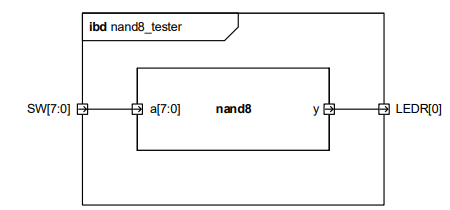 ibd nand8_tester
SW[7:0] a[7:0] nand8 y LEDR[0]